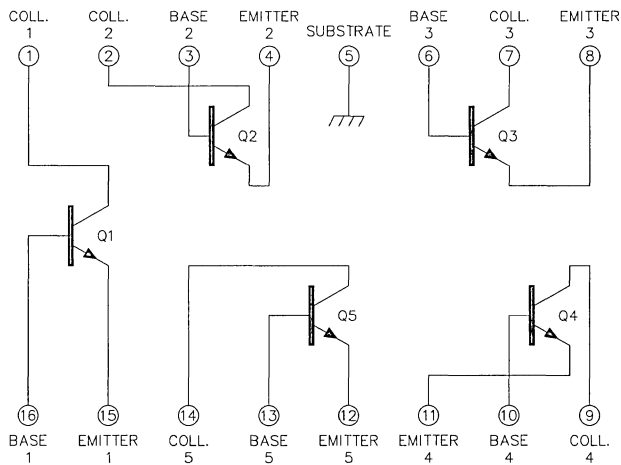 COLL. COLL. BASE EMITTER SUBSTRATE BASE COLL. EMITTER
1 2 2 2 3 3 3
1 2 3 4 5 6 7 8
Q2 Q3
Q1
Q5 Q4
16 15 14 13 12 11 10 9
BASE EMITTER COLL. BASE EMITTER EMITTER BASE COLL.
1 1 5 5 5 4 4 4